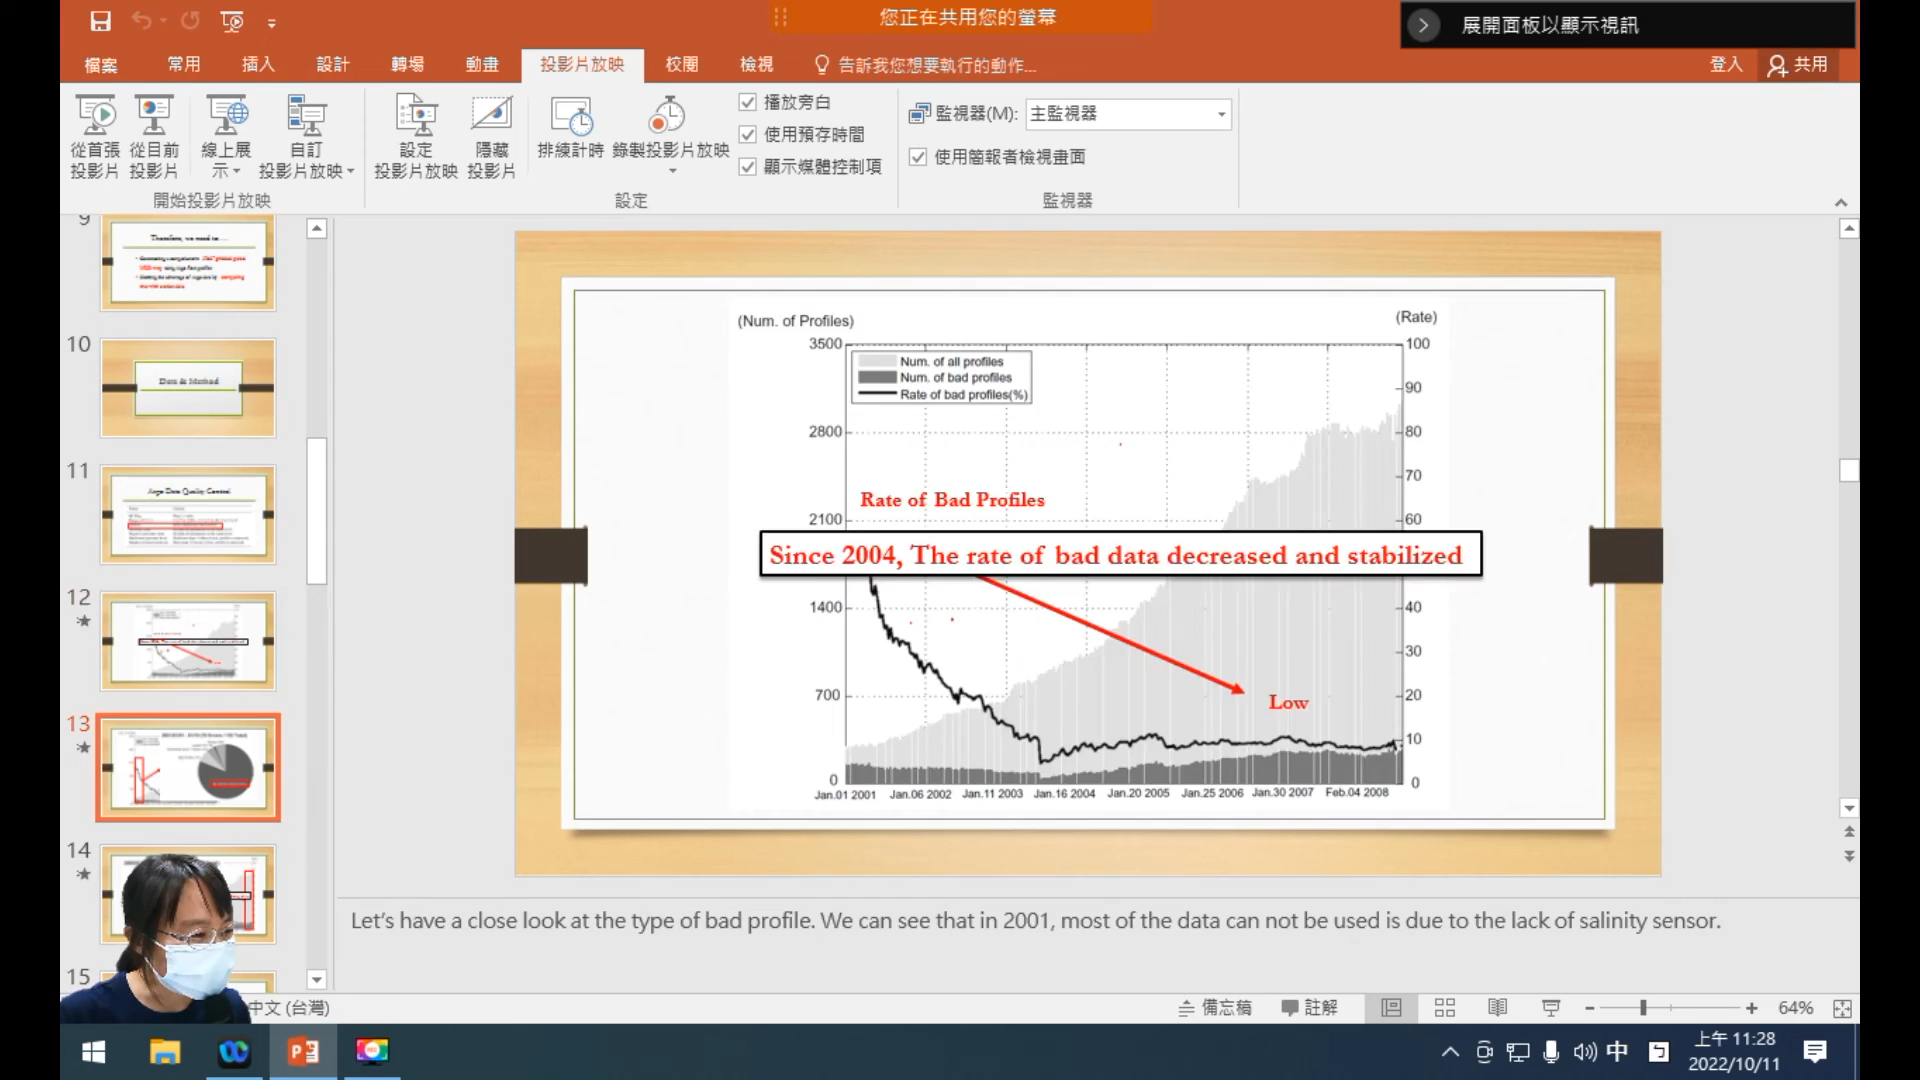 您正在共用您的螢幕
展開面板以顯示視訊
檔案 常用 插入 設計 轉場 動畫 投影片放映 校閱 檢視 告訴我您想要執行的動作... 登入 共用
從首張
投影片
從目前
投影片
線上展
示
自訂
投影片放映
開始投影片放映
設定
投影片放映
隱藏
投影片
排練計時
錄製投影片放映
播放旁白
使用預存時間
顯示媒體控制項
設定
監視器(M): 主監視器
使用簡報者檢視畫面
監視器
9
Therefore, we need to.....
10
Data & Method
11
Argo Data Quality Control
12
13
14
15
(Num. of Profiles)
(Rate)
3500
2800
2100
1400
700
0
100
90
80
70
60
40
30
20
10
0
Num. of all profiles
Num. of bad profiles
Rate of bad profiles(%)
Rate of Bad Profiles
Since 2004, The rate of bad data decreased and stabilized
Low
Jan.01 2001 Jan.06 2002 Jan.11 2003 Jan.16 2004 Jan.20 2005 Jan.25 2006 Jan.30 2007 Feb.04 2008
Let's have a close look at the type of bad profile. We can see that in 2001, most of the data can not be used is due to the lack of salinity sensor.
中文 (台灣)
備忘稿 註解 64%
中
上午 11:28
2022/10/11